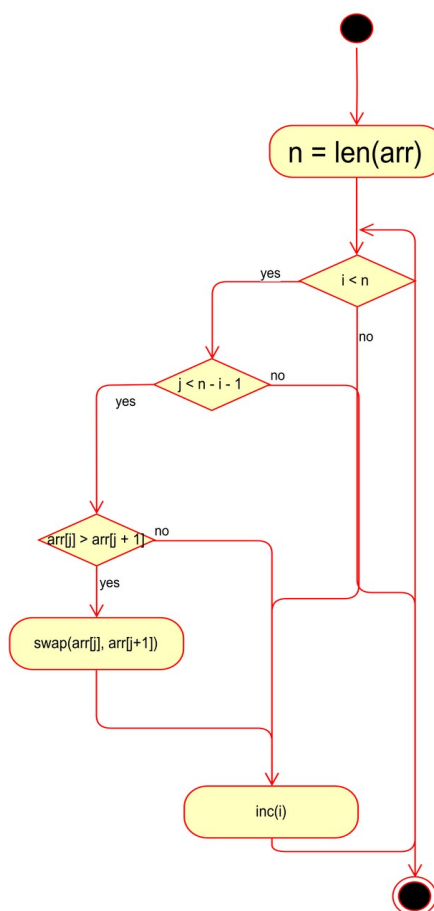 n = len(arr)
i < n
yes
no
j < n - i - 1
no
yes
arr[j] > arr[j + 1]
no
yes
swap(arr[j], arr[j+1])
inc(i)